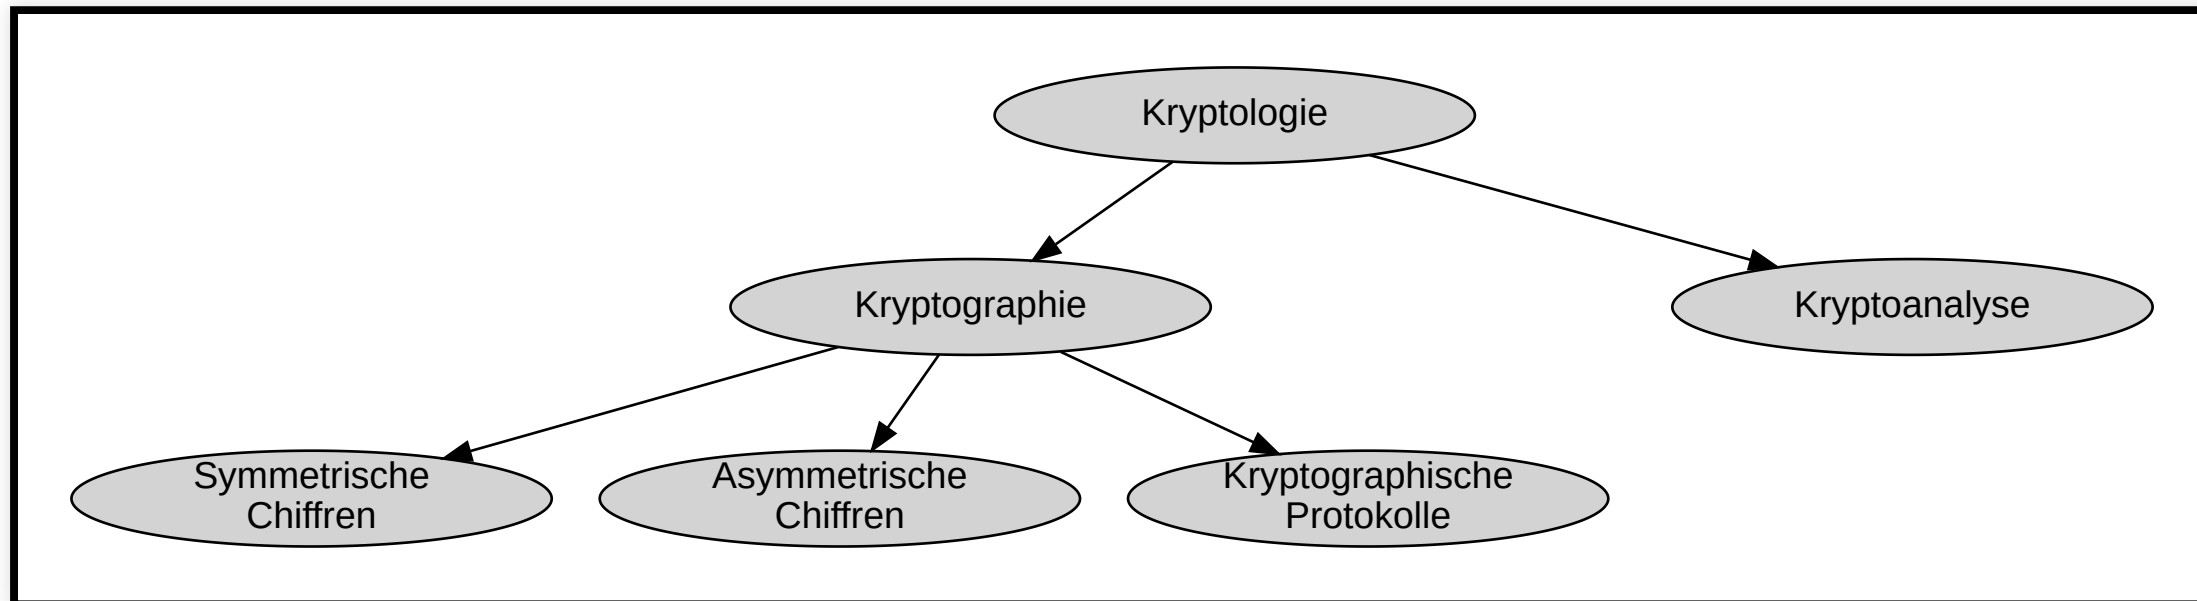 Kryptologie
Kryptographie
Kryptoanalyse
Symmetrische
Chiffren
Asymmetrische
Chiffren
Kryptographische
Protokolle